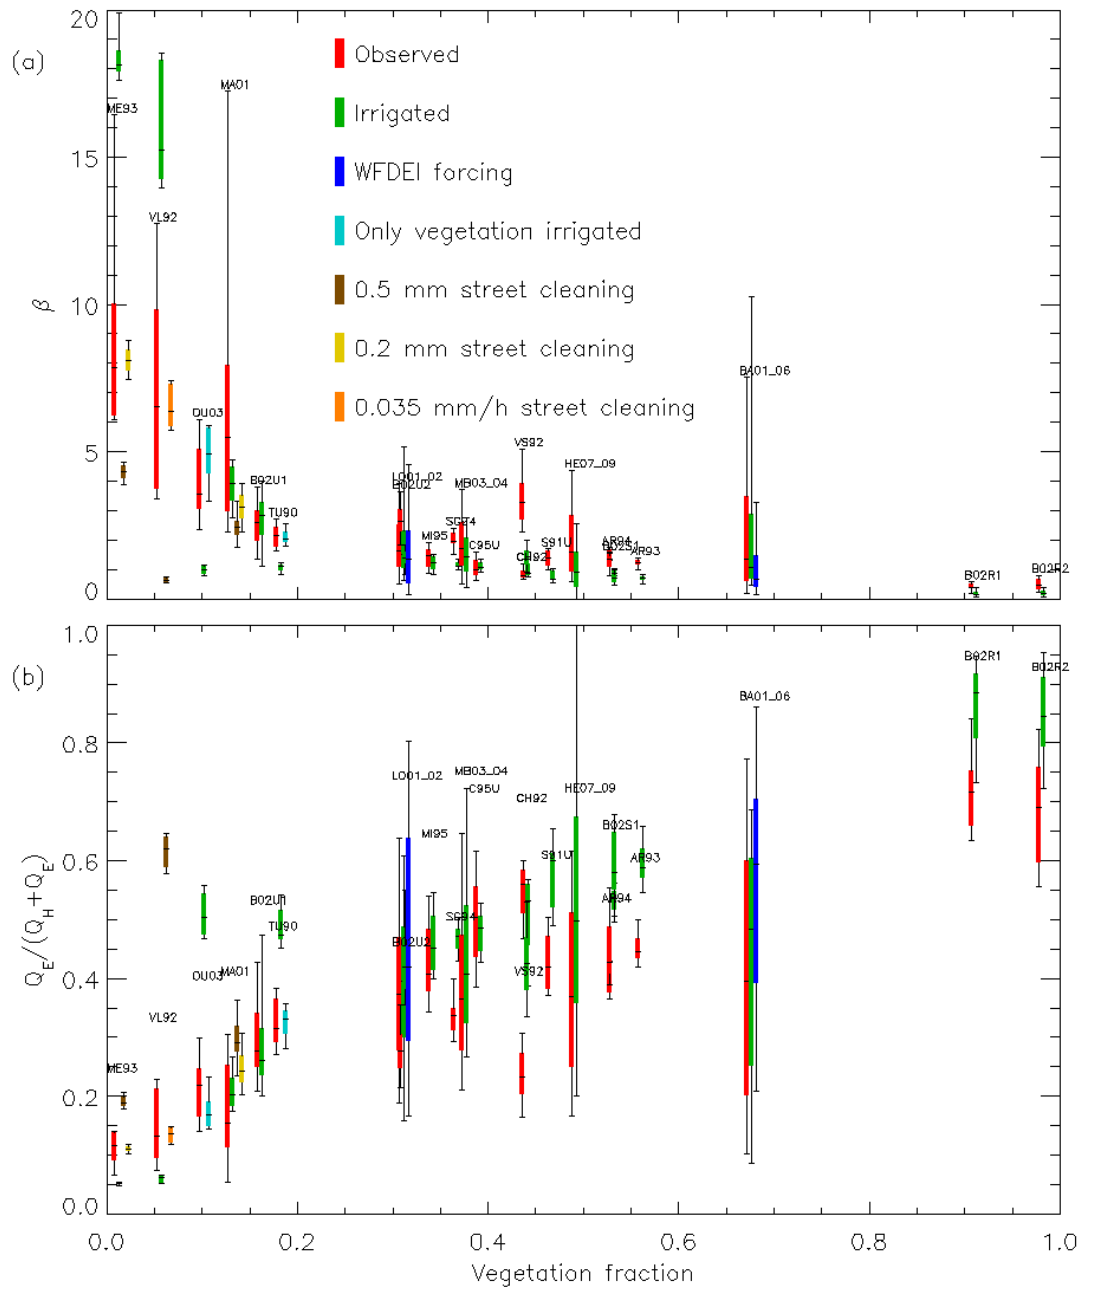 (a)
20
15
10
5
0
β
Observed
Irrigated
WFDEI forcing
Only vegetation irrigated
0.5 mm street cleaning
0.2 mm street cleaning
0.035 mm/h street cleaning
ME93
VL92
OU03
MA01
B02U1
TU90
LO01_02
B02U2
MI95
SG94
MB03_04
C95U
VS92
CH92
S91U
HE07_09
AR94
B02S1
AR93
BA01_06
B02R1
B02R2
(b)
1.0
0.8
0.6
0.4
0.2
0.0
Q_E/(Q_H+Q_E)
ME93
VL92
OU03
MA01
B02U1
TU90
LO01_02
B02U2
MI95
SG94
MB03_04
C95U
CH92
VS92
S91U
HE07_09
B02S1
AR94
AR93
BA01_06
B02R1
B02R2
0.0 0.2 0.4 0.6 0.8 1.0
Vegetation fraction